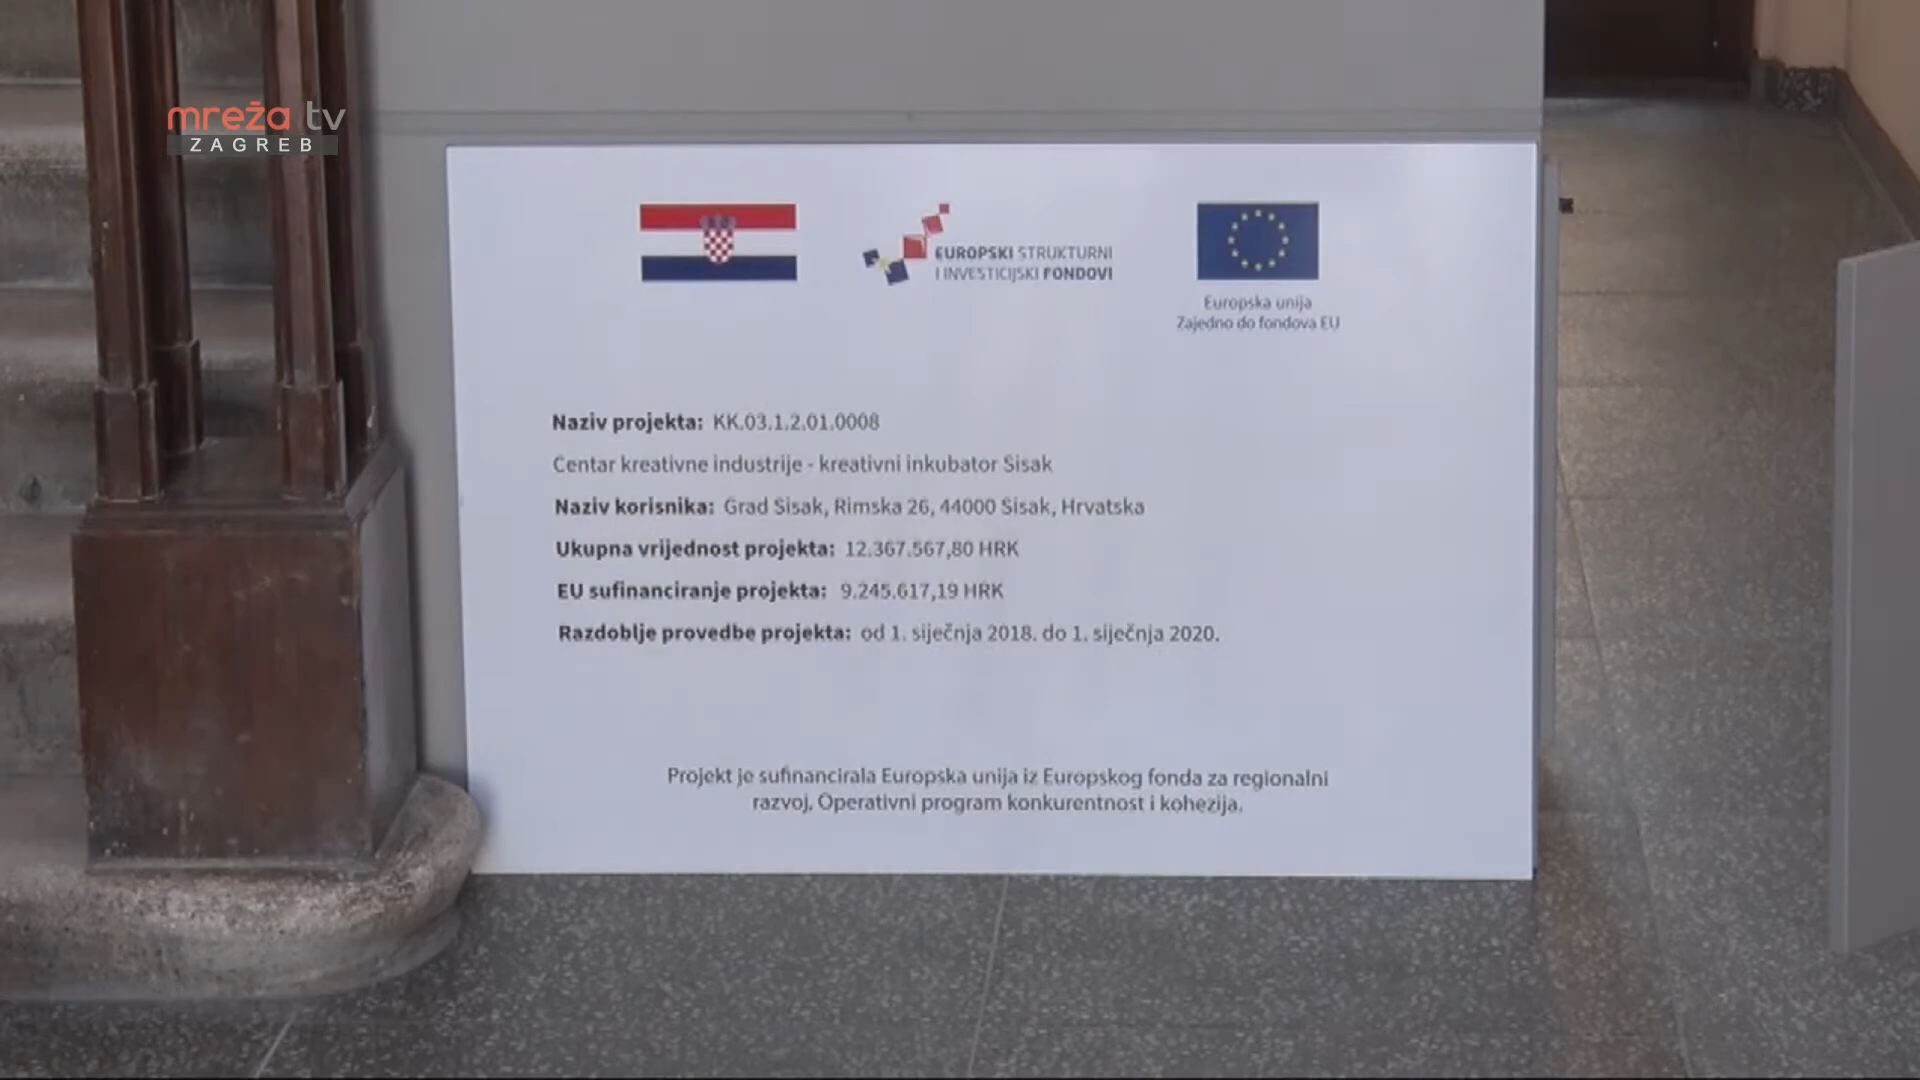 mreža tv
ZAGREB
EUROPSKI STRUKTURNI
I INVESTICIJSKI FONDOVI
Europska unija
Zajedno do fondova EU
Naziv projekta: KK.03.1.2.01.0008
Centar kreativne industrije - kreativni inkubator Sisak
Naziv korisnika: Grad Sisak, Rimska 26, 44000 Sisak, Hrvatska
Ukupna vrijednost projekta: 12.367.567,80 HRK
EU sufinanciranje projekta: 9.245.617,19 HRK
Razdoblje provedbe projekta: od 1. siječnja 2018. do 1. siječnja 2020.
Projekt je sufinancirala Europska unija iz Europskog fonda za regionalni
razvoj, Operativni program konkurentnost i kohezija.